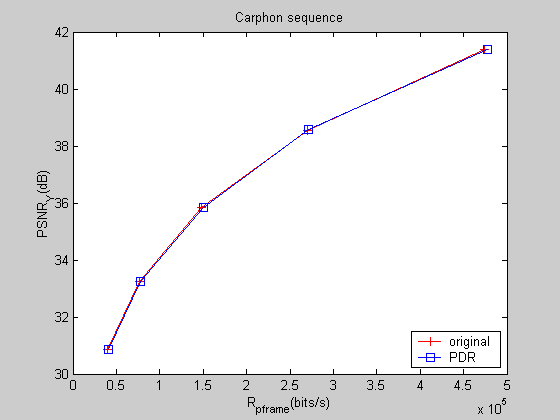 Carphon sequence
42
40
38
36
34
32
30
PSNR_Y(dB)
0 0.5 1 1.5 2 2.5 3 3.5 4 4.5 5
x 10^5
R_pframe(bits/s)
original
PDR